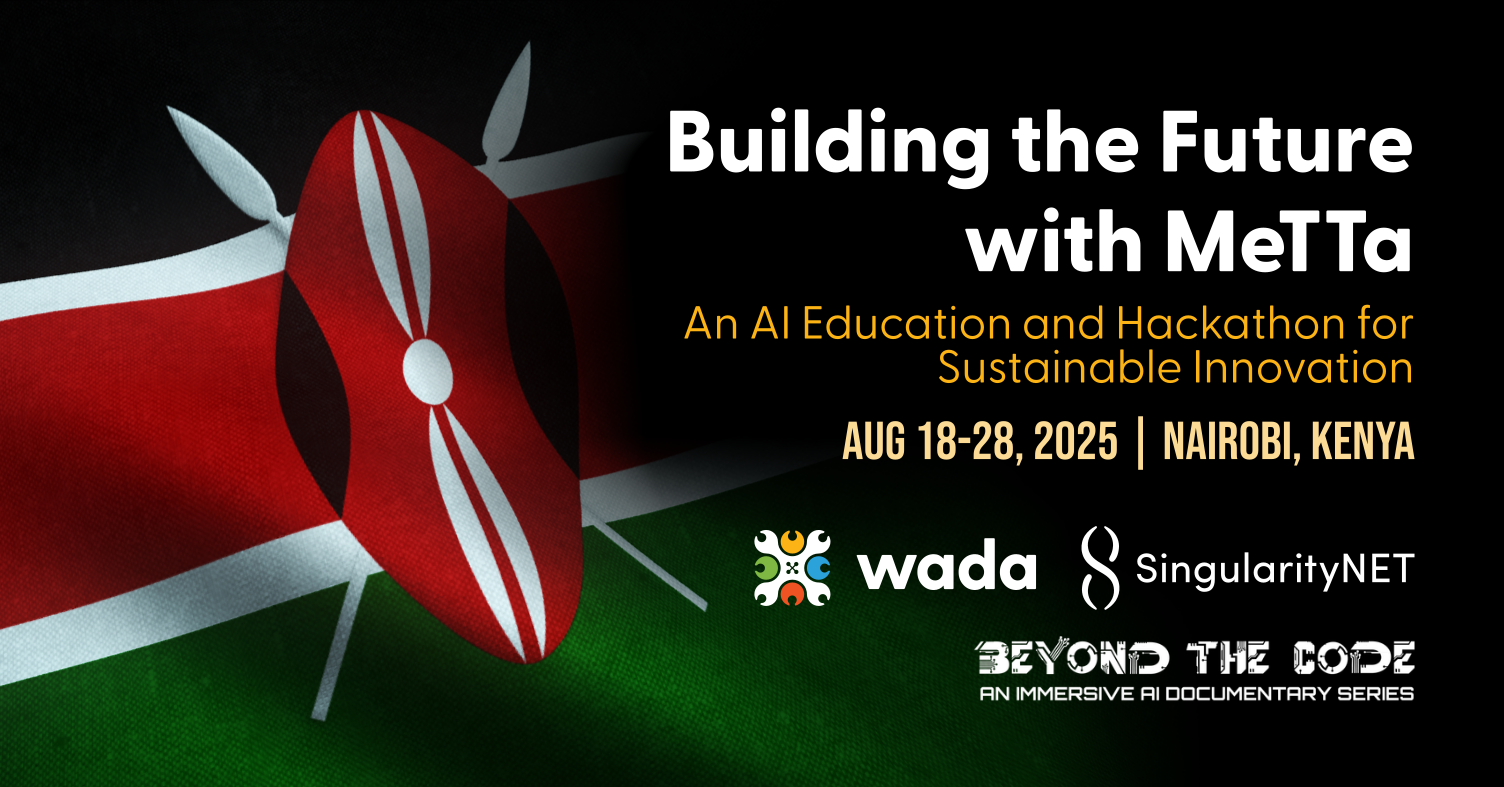 Building the Future
with MeTTa
An AI Education and Hackathon for
Sustainable Innovation
AUG 18-28, 2025 | NAIROBI, KENYA
wada
SingularityNET
BEYOND THE CODE
AN IMMERSIVE AI DOCUMENTARY SERIES